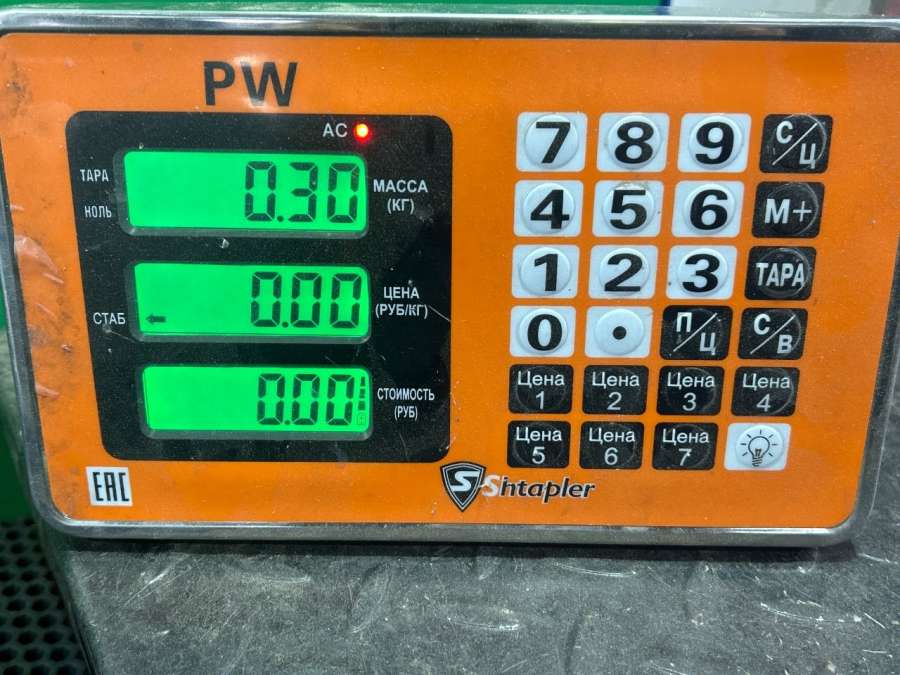 PW
AC
ТАРА
НОЛЬ
0.30
МАССА
(КГ)
СТАБ
0.00
ЦЕНА
(РУБ/КГ)
0.00
СТОИМОСТЬ
(РУБ)
7 8 9 С/Ц
4 5 6 М+
1 2 3 ТАРА
0 . П/Ц С/В
Цена 1 Цена 2 Цена 3 Цена 4
Цена 5 Цена 6 Цена 7
EAC
S Shtapler